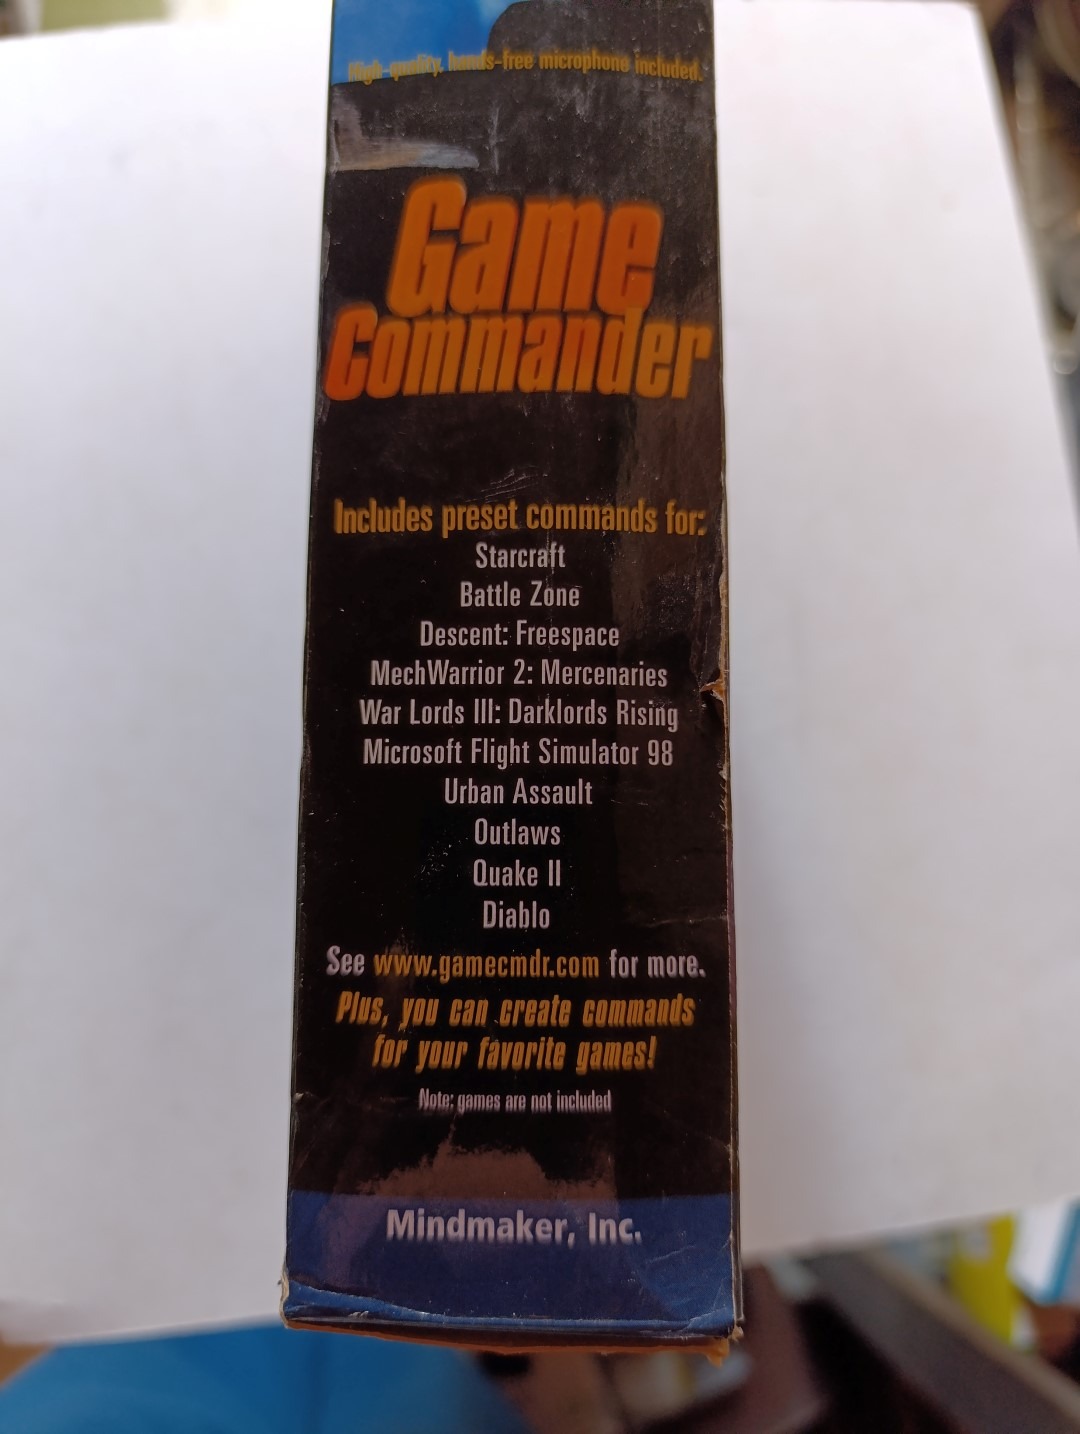 High-quality, hands-free microphone included.
Game
Commander
Includes preset commands for:
Starcraft
Battle Zone
Descent: Freespace
MechWarrior 2: Mercenaries
War Lords III: Darklords Rising
Microsoft Flight Simulator 98
Urban Assault
Outlaws
Quake II
Diablo
See www.gamecmdr.com for more.
Plus, you can create commands
for your favorite games!
Note: games are not included
Mindmaker, Inc.